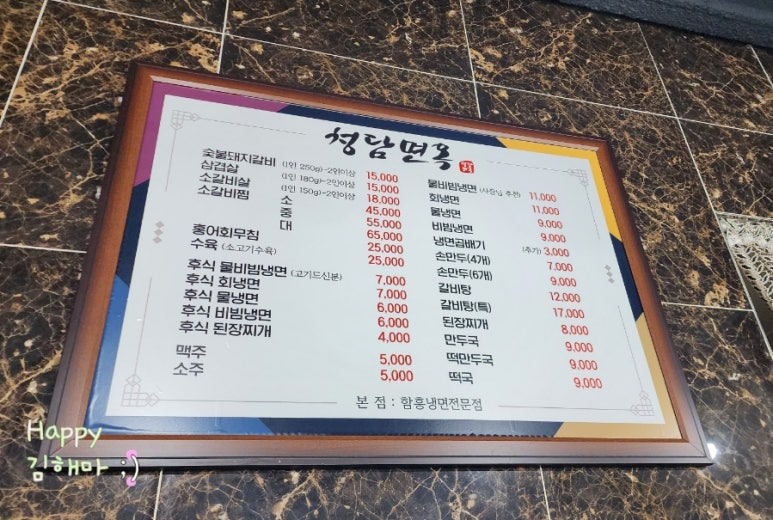 청담면옥
숯불돼지갈비 (1인 250g)-2인이상 15,000
삼겹살 (1인 180g)-2인이상 15,000
소갈비살 (1인 150g)-2인이상 18,000
소갈비찜 소 45,000
중 55,000
대 65,000
홍어회무침 25,000
수육 (소고기수육) 25,000
후식 물비빔냉면 (고기드신분) 7,000
후식 회냉면 7,000
후식 물냉면 6,000
후식 비빔냉면 6,000
후식 된장찌개 4,000
맥주 5,000
소주 5,000
물비빔냉면 (사장님 추천) 11,000
회냉면 11,000
물냉면 9,000
비빔냉면 9,000
냉면곱배기 (추가) 3,000
손만두(4개) 7,000
손만두(6개) 9,000
갈비탕 12,000
갈비탕(특) 17,000
된장찌개 8,000
만두국 9,000
떡만두국 9,000
떡국 9,000
본 점 : 함흥냉면전문점
Happy
김해마 ;)